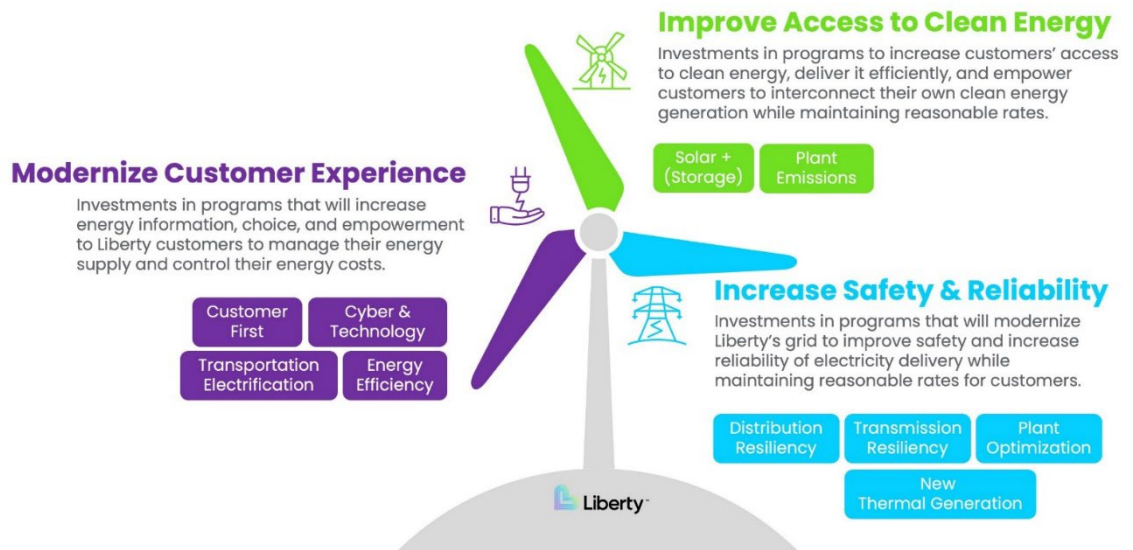 Improve Access to Clean Energy
Investments in programs to increase customers' access
to clean energy, deliver it efficiently, and empower
customers to interconnect their own clean energy
generation while maintaining reasonable rates.
Solar +
(Storage)
Plant
Emissions
Modernize Customer Experience
Investments in programs that will increase
energy information, choice, and empowerment
to Liberty customers to manage their energy
supply and control their energy costs.
Customer
First
Cyber &
Technology
Transportation
Electrification
Energy
Efficiency
Increase Safety & Reliability
Investments in programs that will modernize
Liberty's grid to improve safety and increase
reliability of electricity delivery while
maintaining reasonable rates for customers.
Distribution
Resiliency
Transmission
Resiliency
Plant
Optimization
New
Thermal Generation
Liberty™